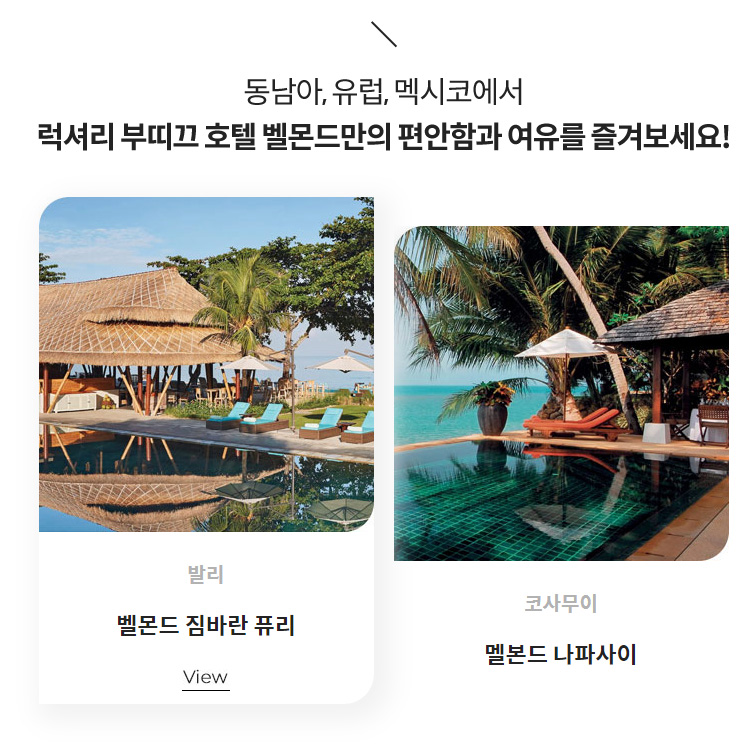 동남아, 유럽, 멕시코에서
럭셔리 부띠끄 호텔 벨몬드만의 편안함과 여유를 즐겨보세요!
발리
벨몬드 짐바란 퓨리
View
코사무이
멜본드 나파사이